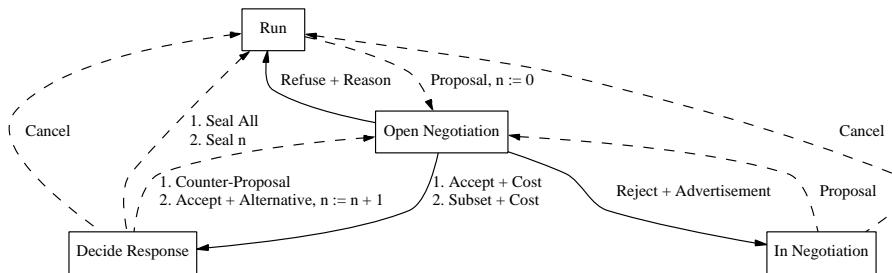 Run
Refuse + Reason
Proposal, n := 0
1. Seal All
2. Seal n
Open Negotiation
Cancel
Cancel
1. Counter-Proposal
2. Accept + Alternative, n := n + 1
1. Accept + Cost
2. Subset + Cost
Reject + Advertisement
Proposal
Decide Response
In Negotiation